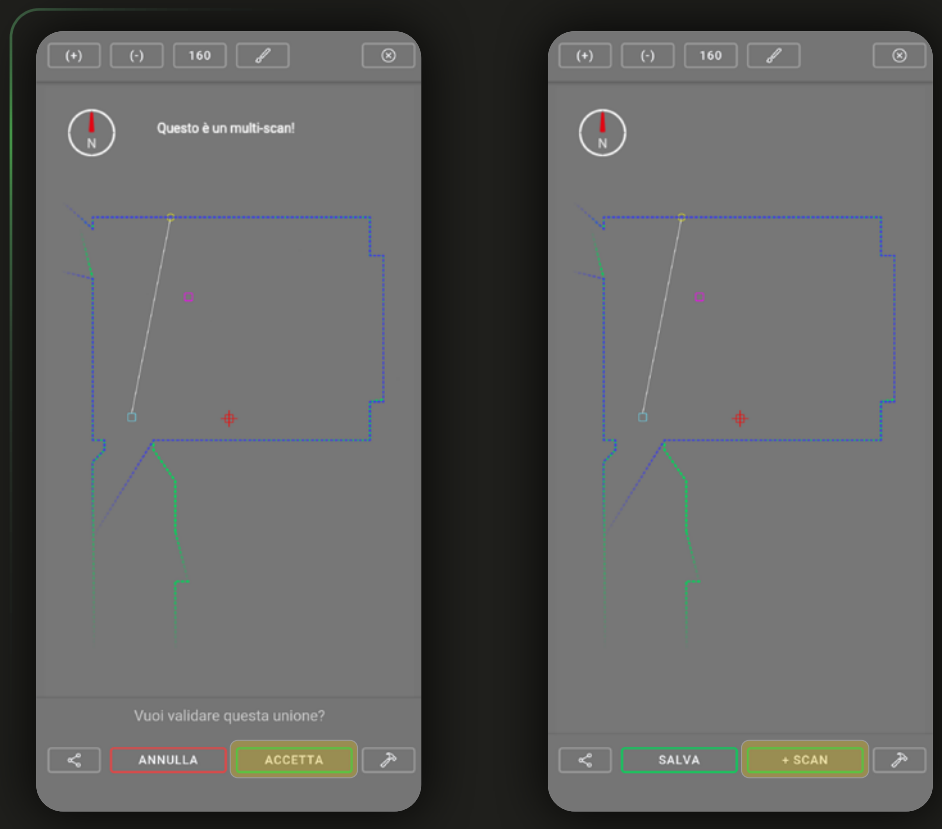 (+) (-) 160
N
Questo è un multi-scan!
Vuoi validare questa unione?
ANNULLA ACCETTA
(+) (-) 160
N
SALVA + SCAN